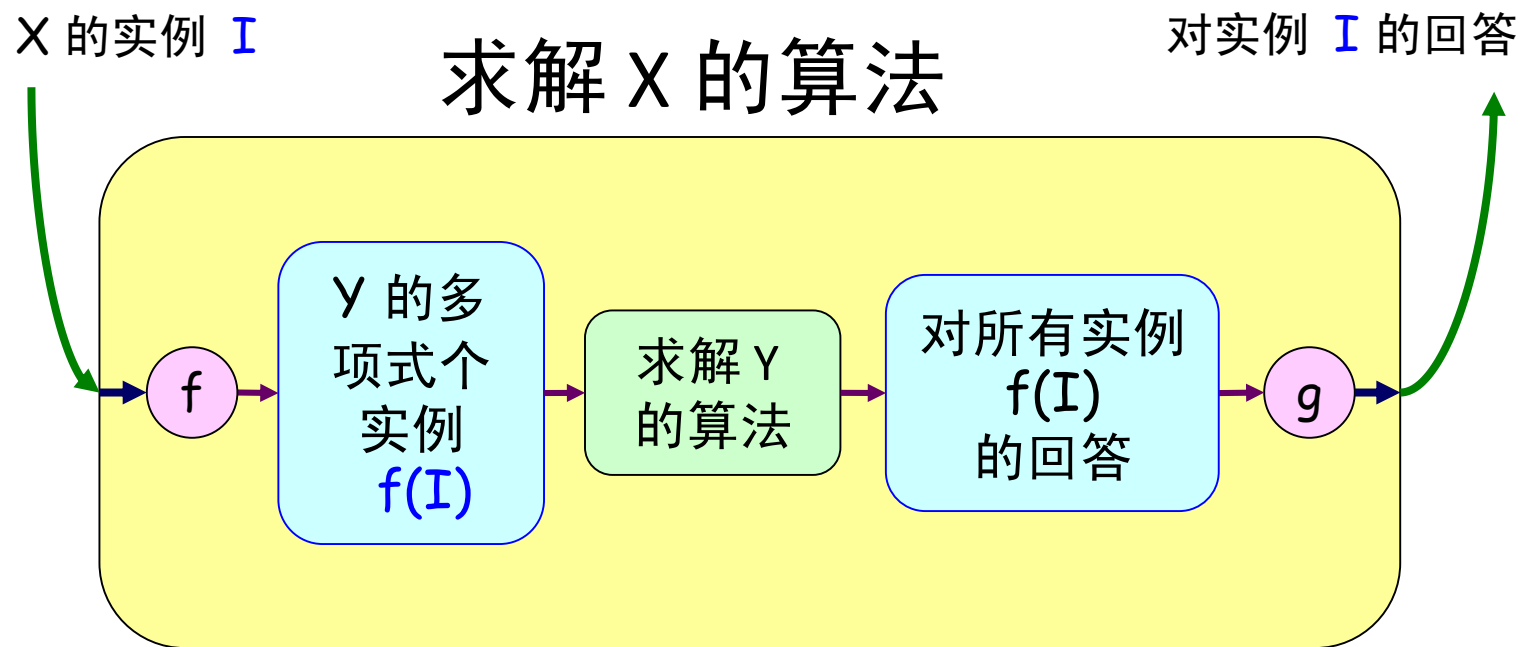 X 的实例 I
对实例 I 的回答
求解 X 的算法
f
Y 的多
项式个
实例
f(I)
求解 Y
的算法
对所有实例
f(I)
的回答
g